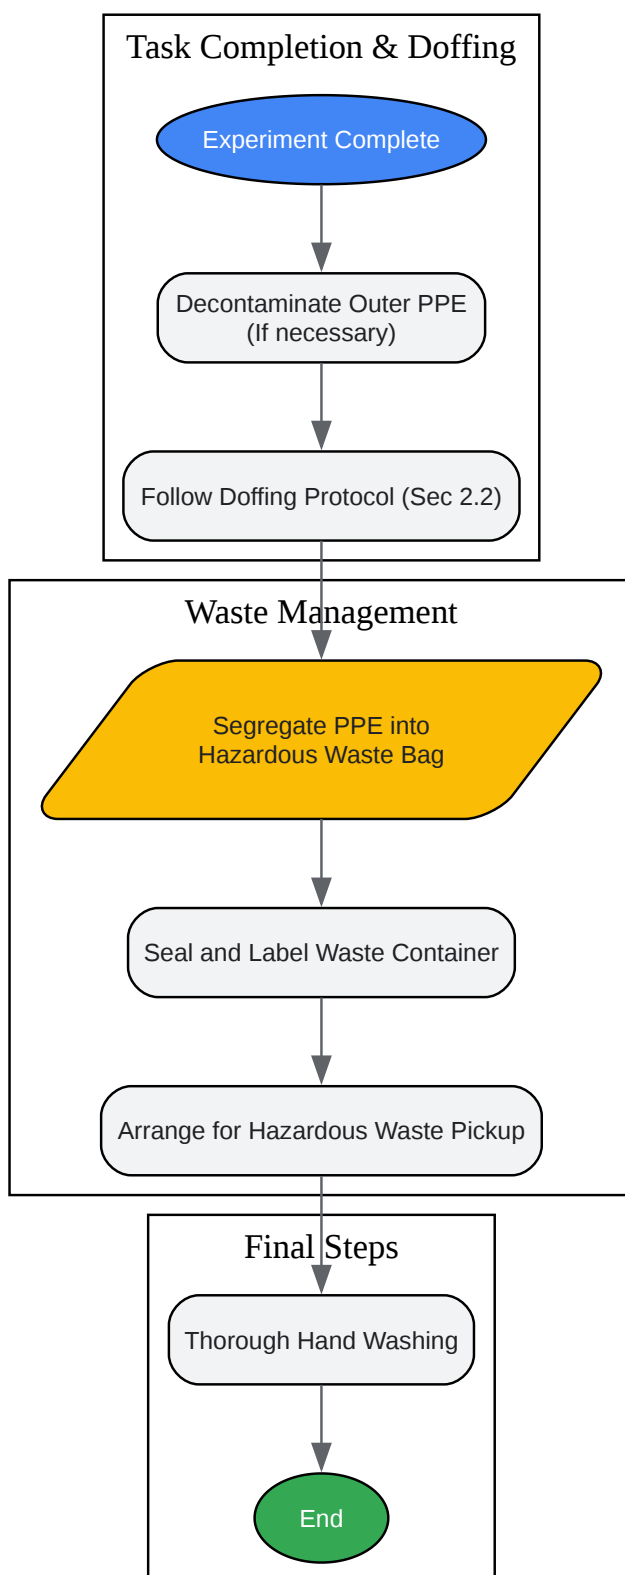 Task Completion & Doffing
Experiment Complete
Decontaminate Outer PPE
(If necessary)
Follow Doffing Protocol (Sec 2.2)
Waste Management
Segregate PPE into
Hazardous Waste Bag
Seal and Label Waste Container
Arrange for Hazardous Waste Pickup
Final Steps
Thorough Hand Washing
End